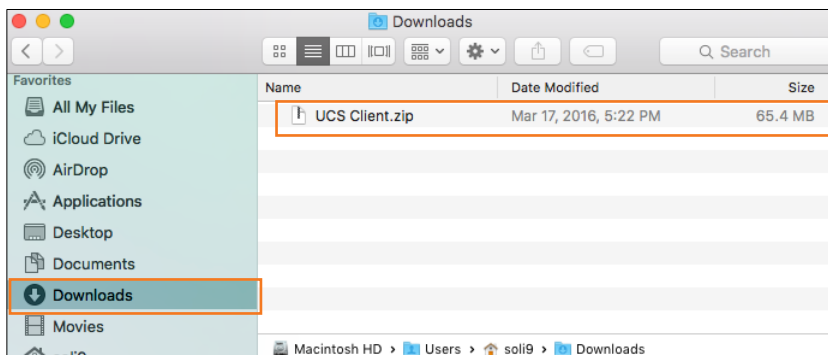 Downloads
Search
Favorites
All My Files
iCloud Drive
AirDrop
Applications
Desktop
Documents
Downloads
Movies
Name Date Modified Size
UCS Client.zip Mar 17, 2016, 5:22 PM 65.4 MB
Macintosh HD › Users › soli9 › Downloads